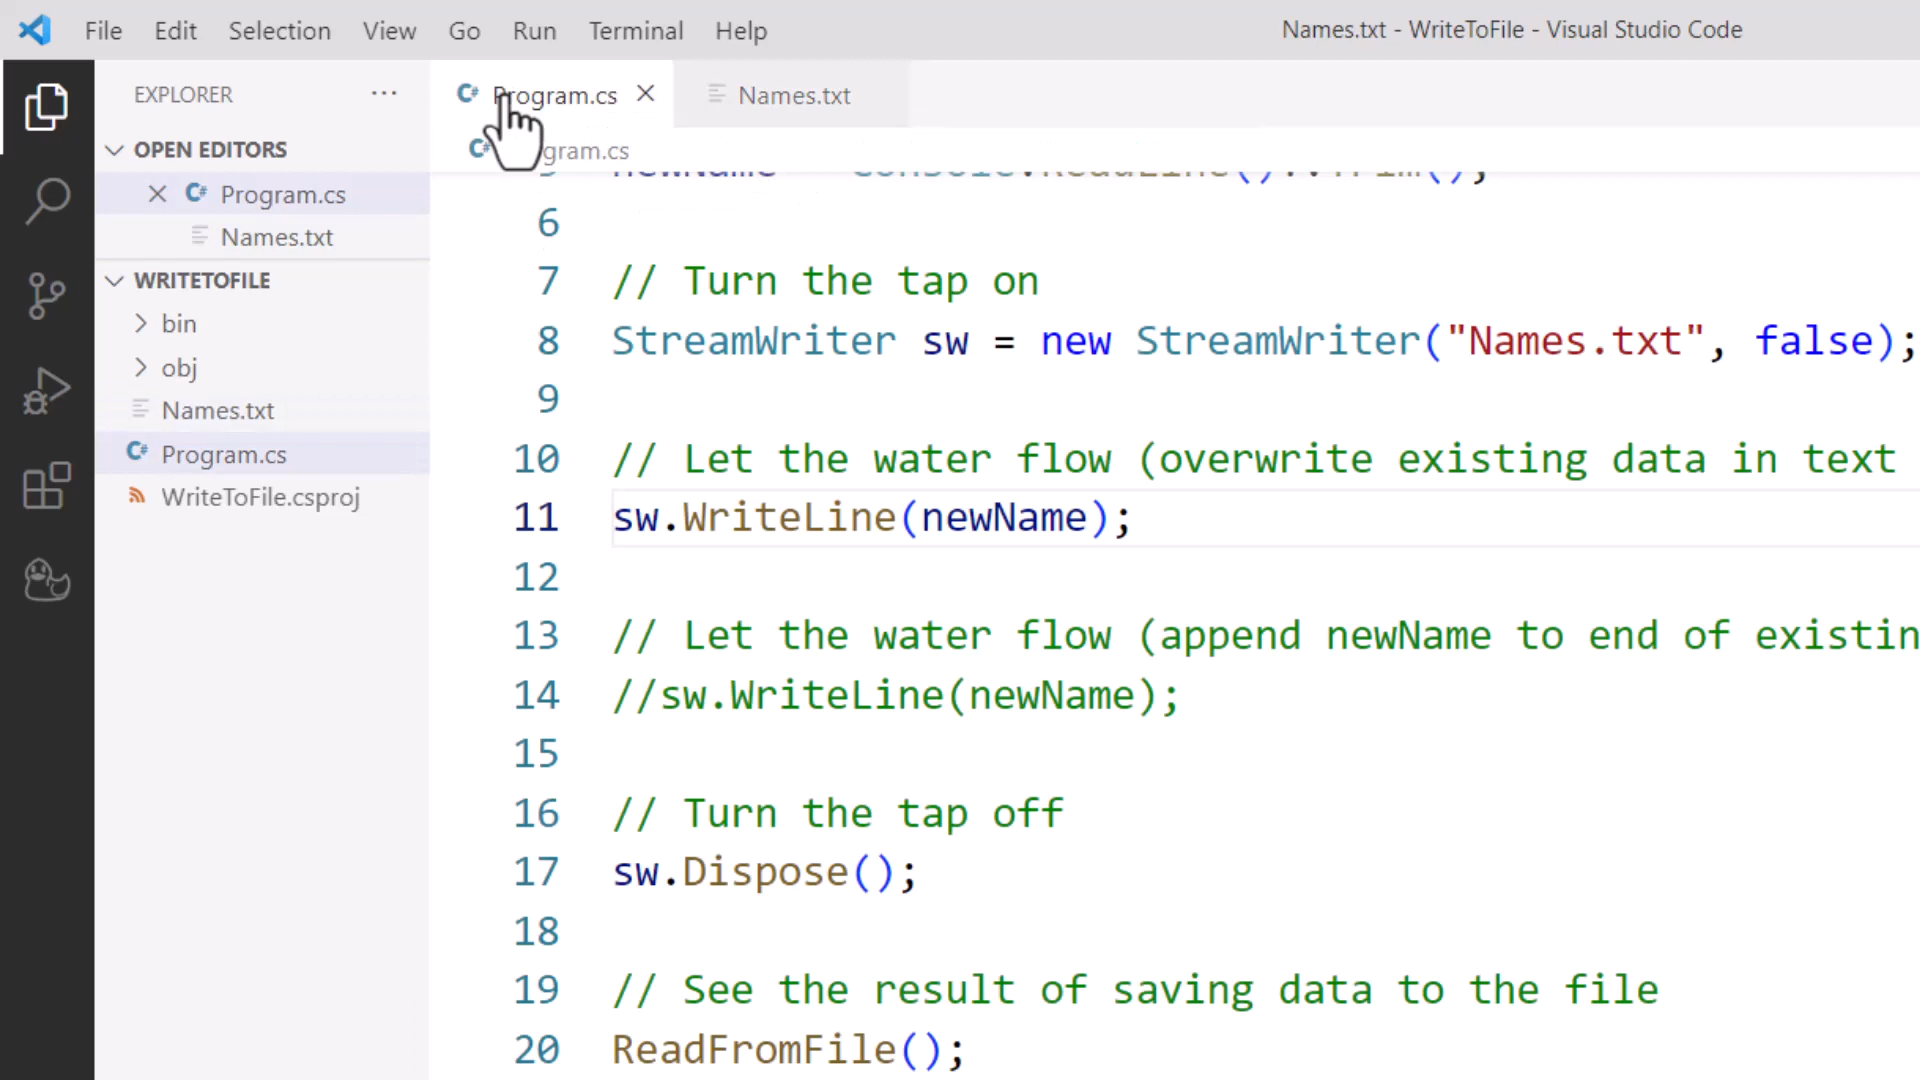 File Edit Selection View Go Run Terminal Help Names.txt - WriteToFile - Visual Studio Code
EXPLORER ···
OPEN EDITORS
Program.cs
Names.txt
WRITETOFILE
bin
obj
Names.txt
Program.cs
WriteToFile.csproj
Program.cs Names.txt
6
7 // Turn the tap on
8 StreamWriter sw = new StreamWriter("Names.txt", false);
9
10 // Let the water flow (overwrite existing data in text
11 sw.WriteLine(newName);
12
13 // Let the water flow (append newName to end of existin
14 //sw.WriteLine(newName);
15
16 // Turn the tap off
17 sw.Dispose();
18
19 // See the result of saving data to the file
20 ReadFromFile();